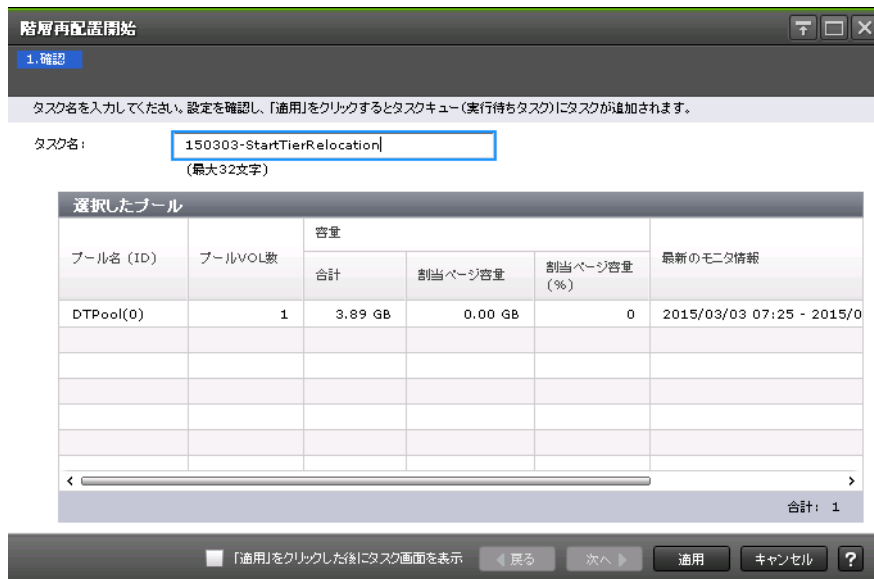 階層再配置開始
1.確認
タスク名を入力してください。設定を確認し、「適用」をクリックするとタスクキュー(実行待ちタスク)にタスクが追加されます。
タスク名:
150303-StartTierRelocation
(最大32文字)
選択したプール
プール名 (ID)
プールVOL数
容量
合計
割当ページ容量
割当ページ容量
(%)
最新のモニタ情報
DTPool(0) 1 3.89 GB 0.00 GB 0 2015/03/03 07:25 - 2015/0
合計: 1
「適用」をクリックした後にタスク画面を表示 戻る 次へ 適用 キャンセル ?